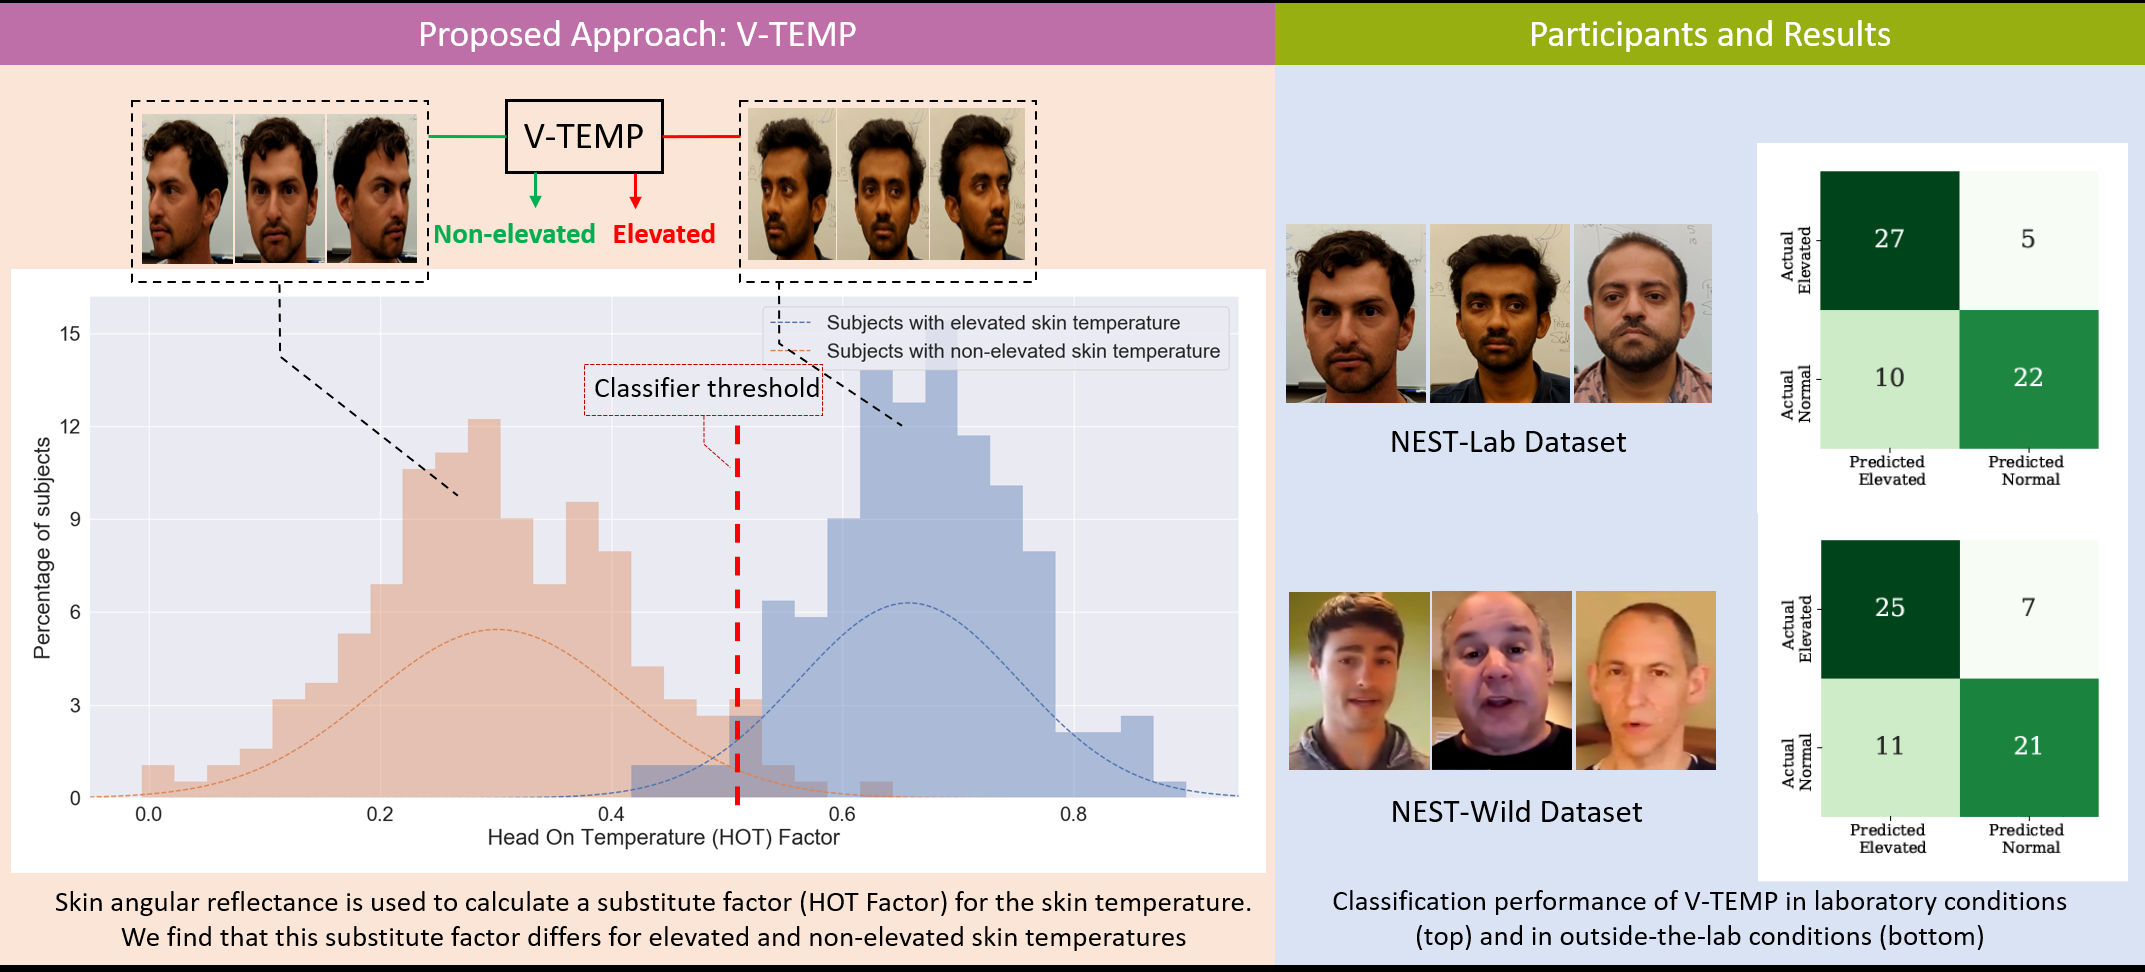 Proposed Approach: V-TEMP
V-TEMP
Non-elevated
Elevated
Subjects with elevated skin temperature
Subjects with non-elevated skin temperature
Classifier threshold
Percentage of subjects
15
12
9
6
3
0
0.0
0.2
0.4
0.6
0.8
Head On Temperature (HOT) Factor
Skin angular reflectance is used to calculate a substitute factor (HOT Factor) for the skin temperature.
We find that this substitute factor differs for elevated and non-elevated skin temperatures
Participants and Results
NEST-Lab Dataset
Actual
Elevated
27
5
Actual
Normal
10
22
Predicted
Elevated
Predicted
Normal
NEST-Wild Dataset
Actual
Elevated
25
7
Actual
Normal
11
21
Predicted
Elevated
Predicted
Normal
Classification performance of V-TEMP in laboratory conditions
(top) and in outside-the-lab conditions (bottom)